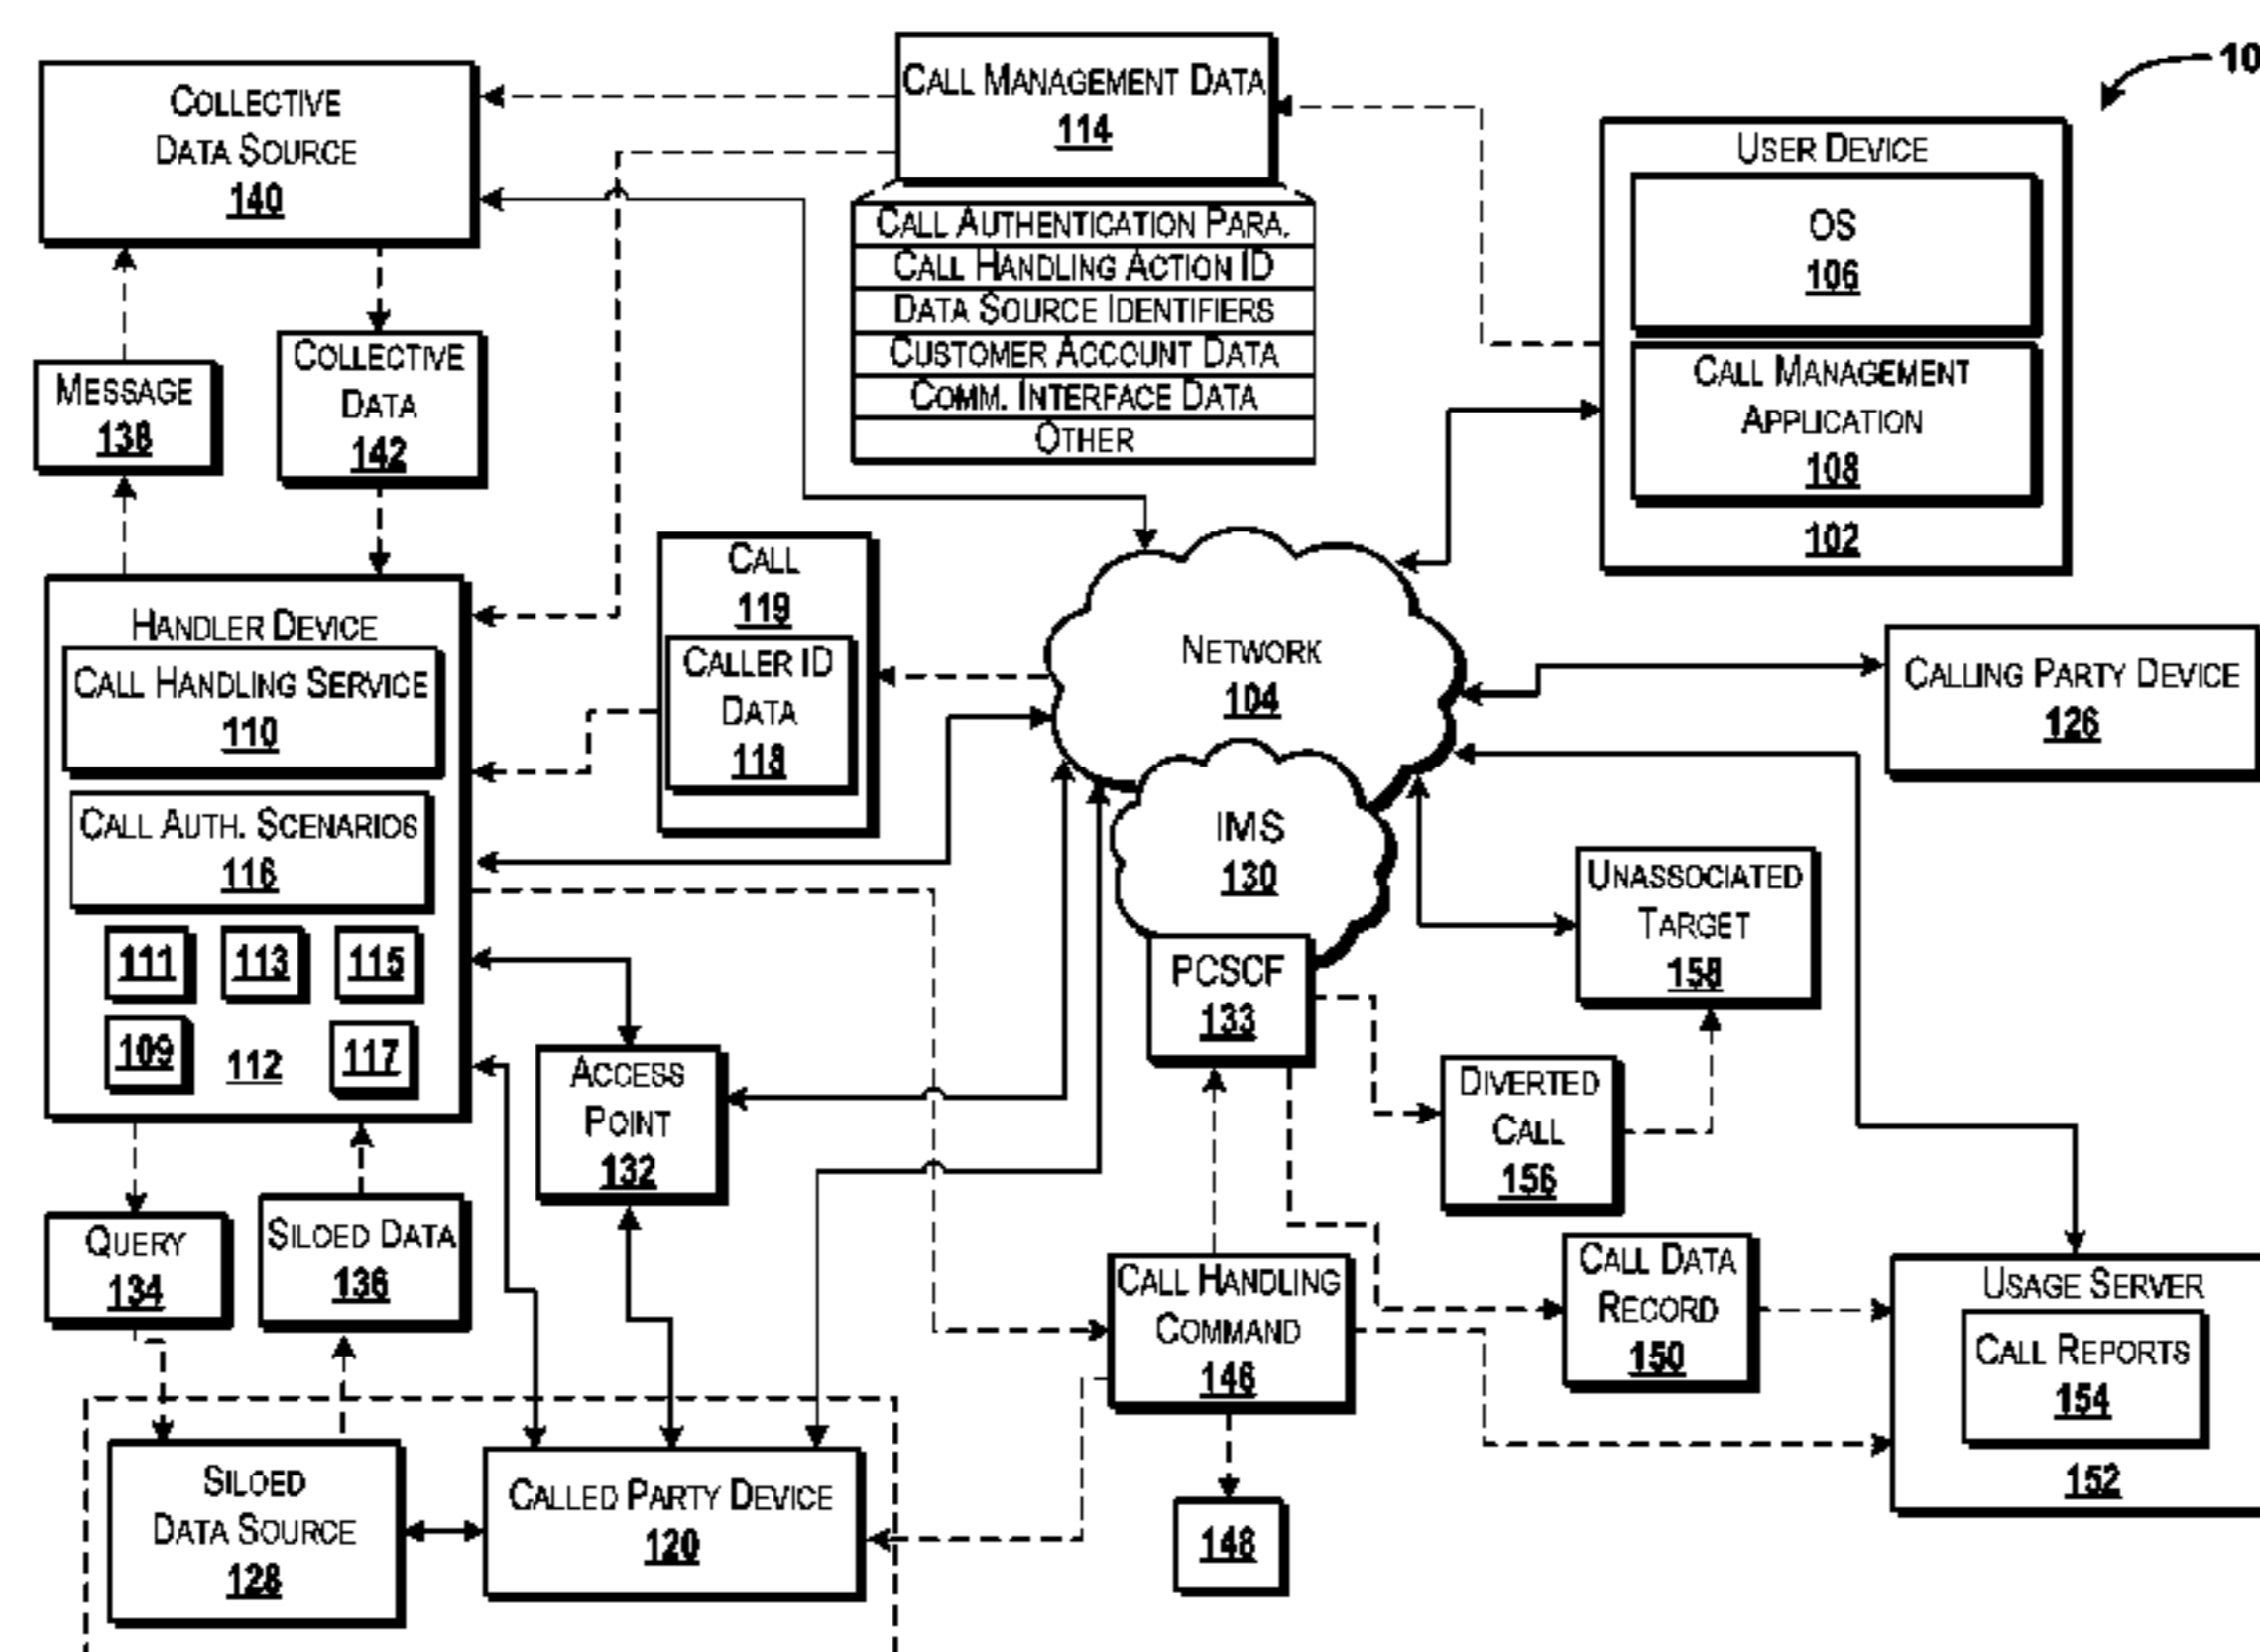 10
COLLECTIVE
DATA SOURCE
140
CALL MANAGEMENT DATA
114
CALL AUTHENTICATION PARA.
CALL HANDLING ACTION ID
DATA SOURCE IDENTIFIERS
CUSTOMER ACCOUNT DATA
COMM. INTERFACE DATA
OTHER
USER DEVICE
OS
106
CALL MANAGEMENT
APPLICATION
108
102
MESSAGE
138
COLLECTIVE
DATA
142
CALL
119
CALLER ID
DATA
118
NETWORK
104
CALLING PARTY DEVICE
126
HANDLER DEVICE
CALL HANDLING SERVICE
110
CALL AUTH. SCENARIOS
116
111
113
115
109
112
117
IMS
130
PCSCF
133
UNASSOCIATED
TARGET
158
ACCESS
POINT
132
DIVERTED
CALL
156
QUERY
134
SILOED DATA
136
CALL HANDLING
COMMAND
146
CALL DATA
RECORD
150
USAGE SERVER
CALL REPORTS
154
152
SILOED
DATA SOURCE
128
CALLED PARTY DEVICE
120
148